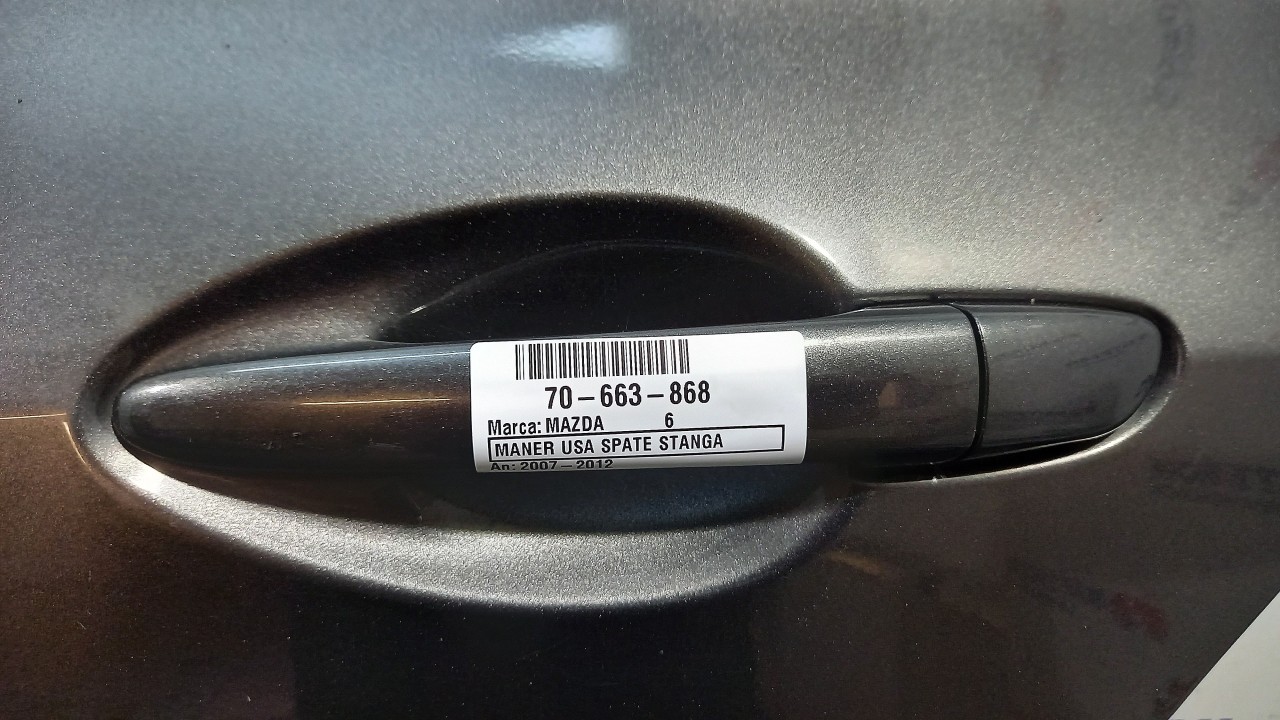 70-663-868
Marca: MAZDA 6
MANER USA SPATE STANGA
An: 2007-2012